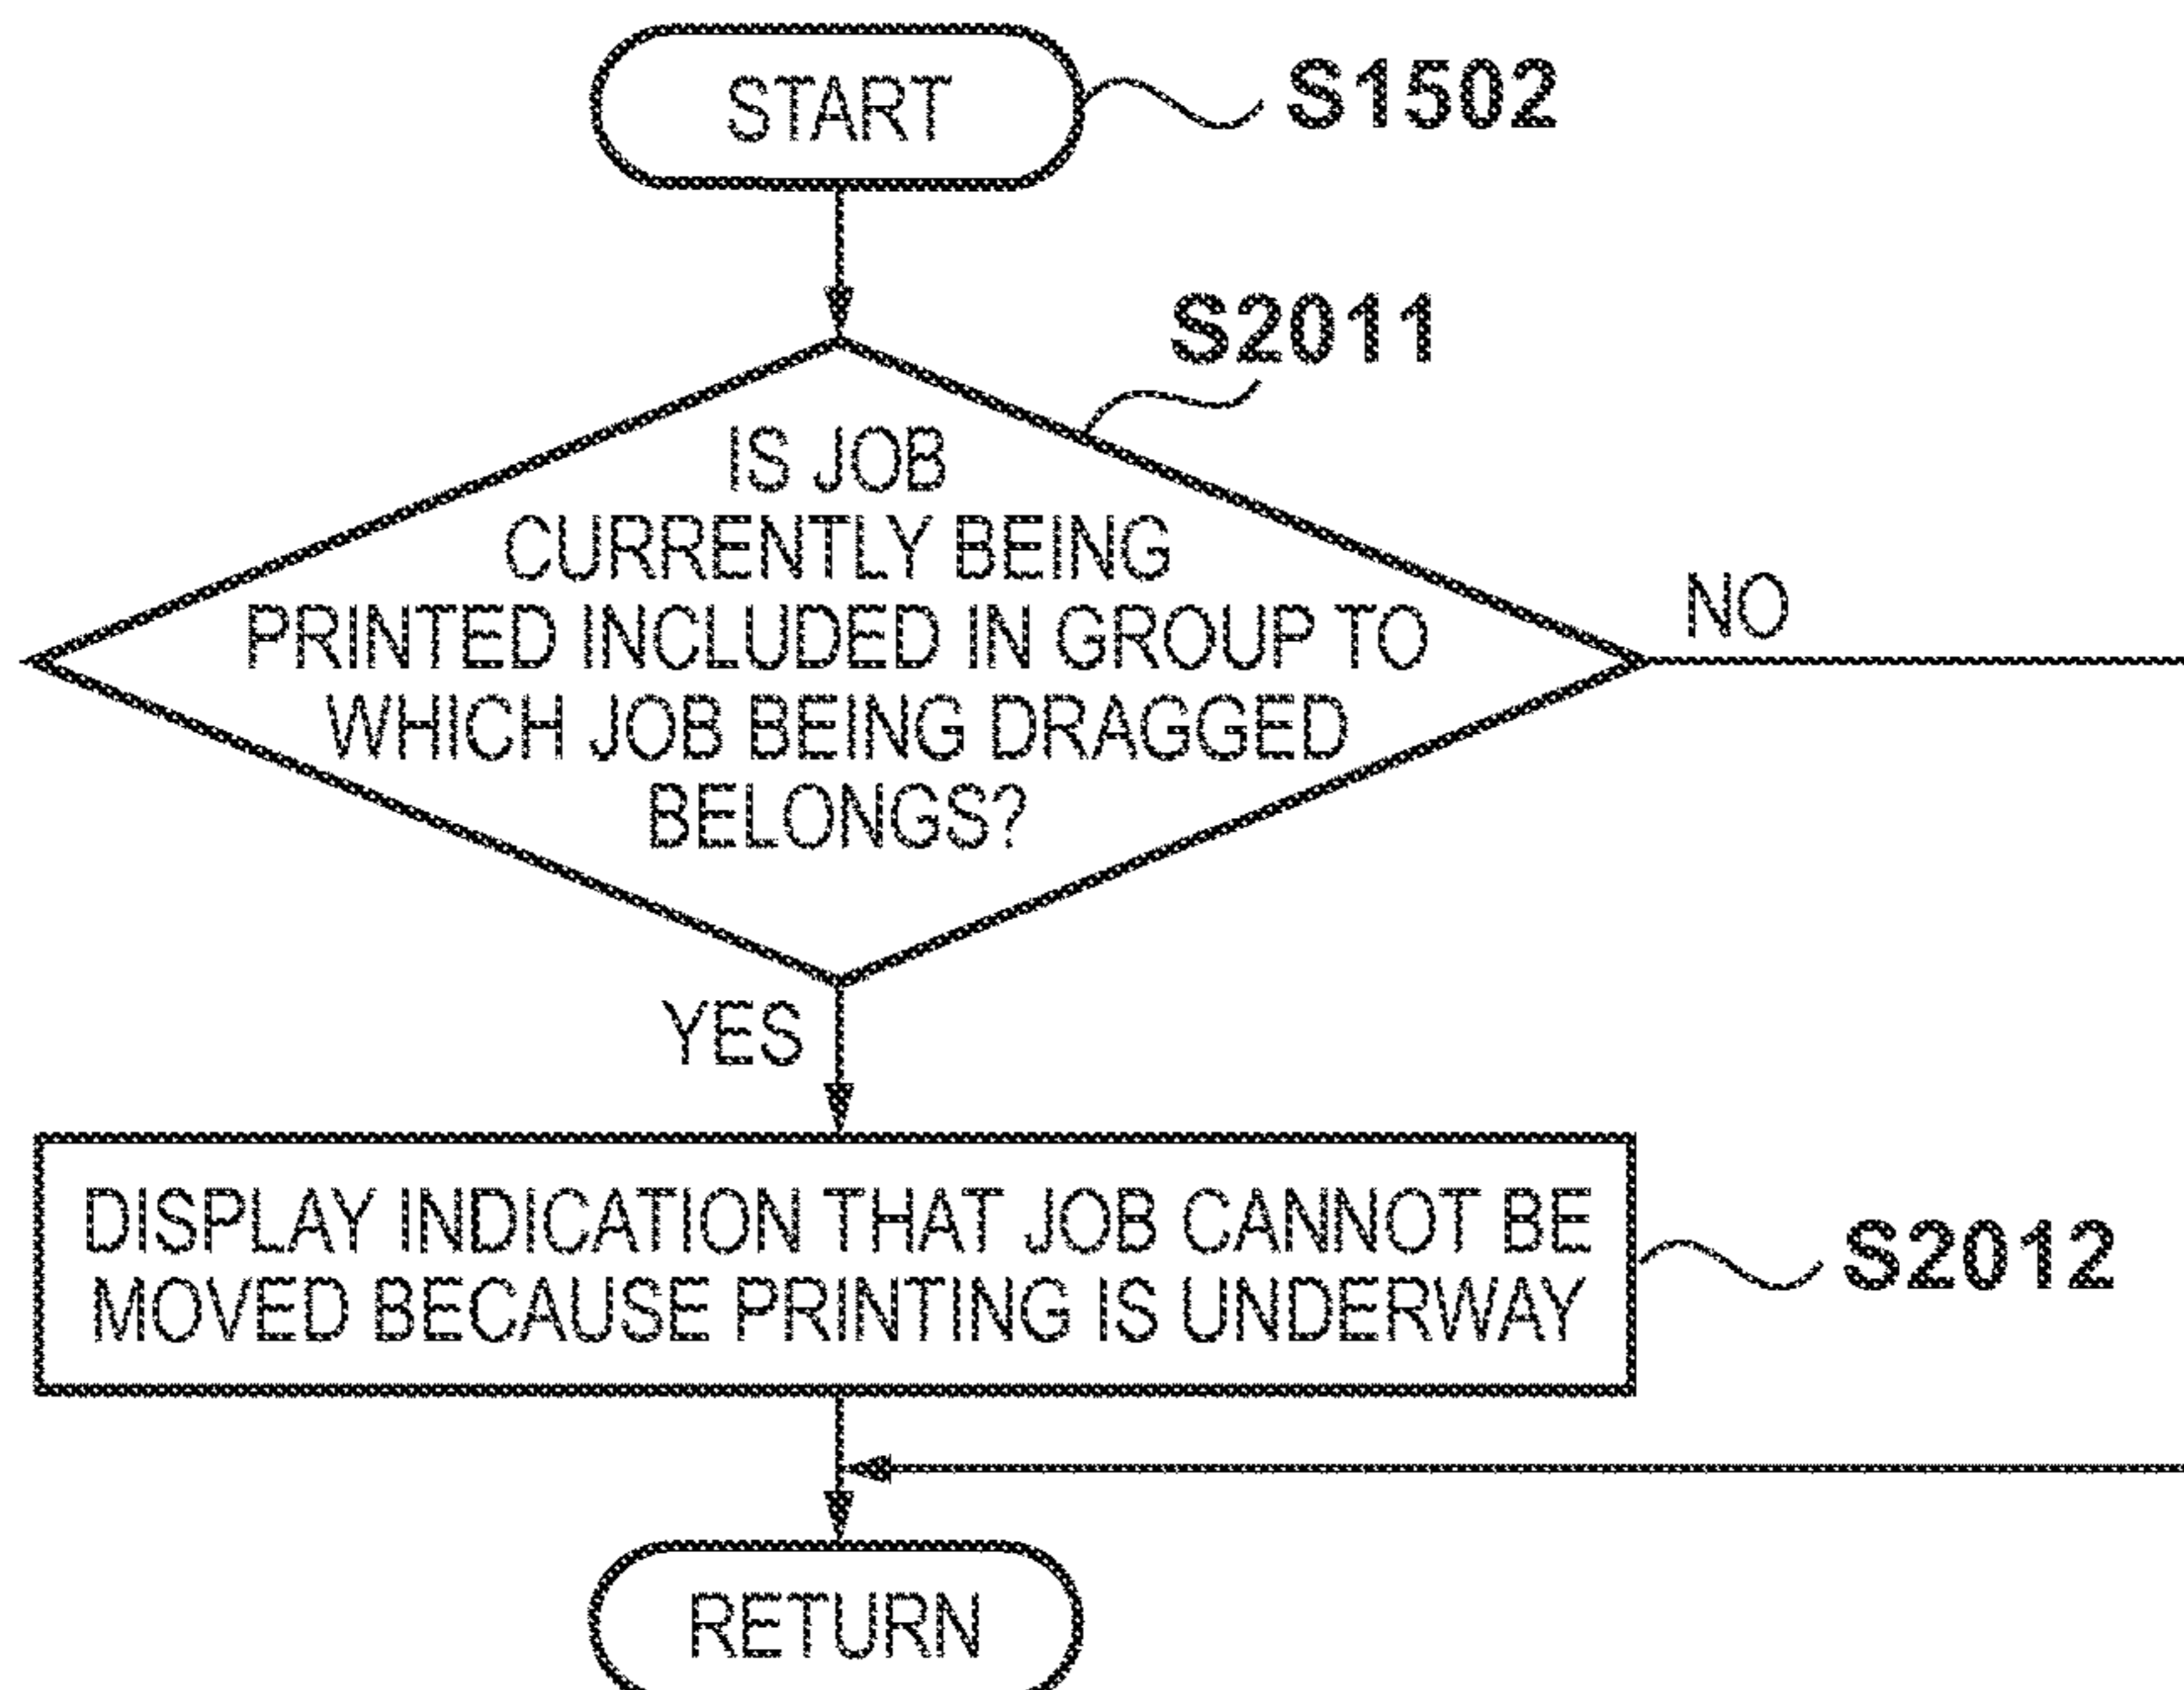 START
S1502
S2011
IS JOB
CURRENTLY BEING
PRINTED INCLUDED IN GROUP TO
WHICH JOB BEING DRAGGED
BELONGS?
NO
YES
DISPLAY INDICATION THAT JOB CANNOT BE
MOVED BECAUSE PRINTING IS UNDERWAY
S2012
RETURN